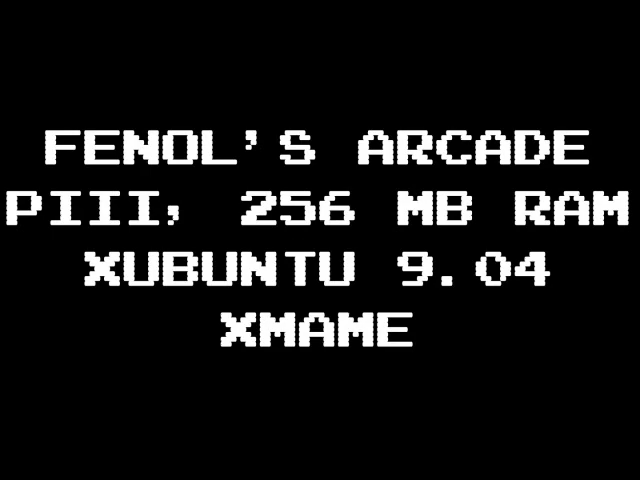 FENOL'S ARCADE
PIII, 256 MB RAM
XUBUNTU 9.04
XMAME